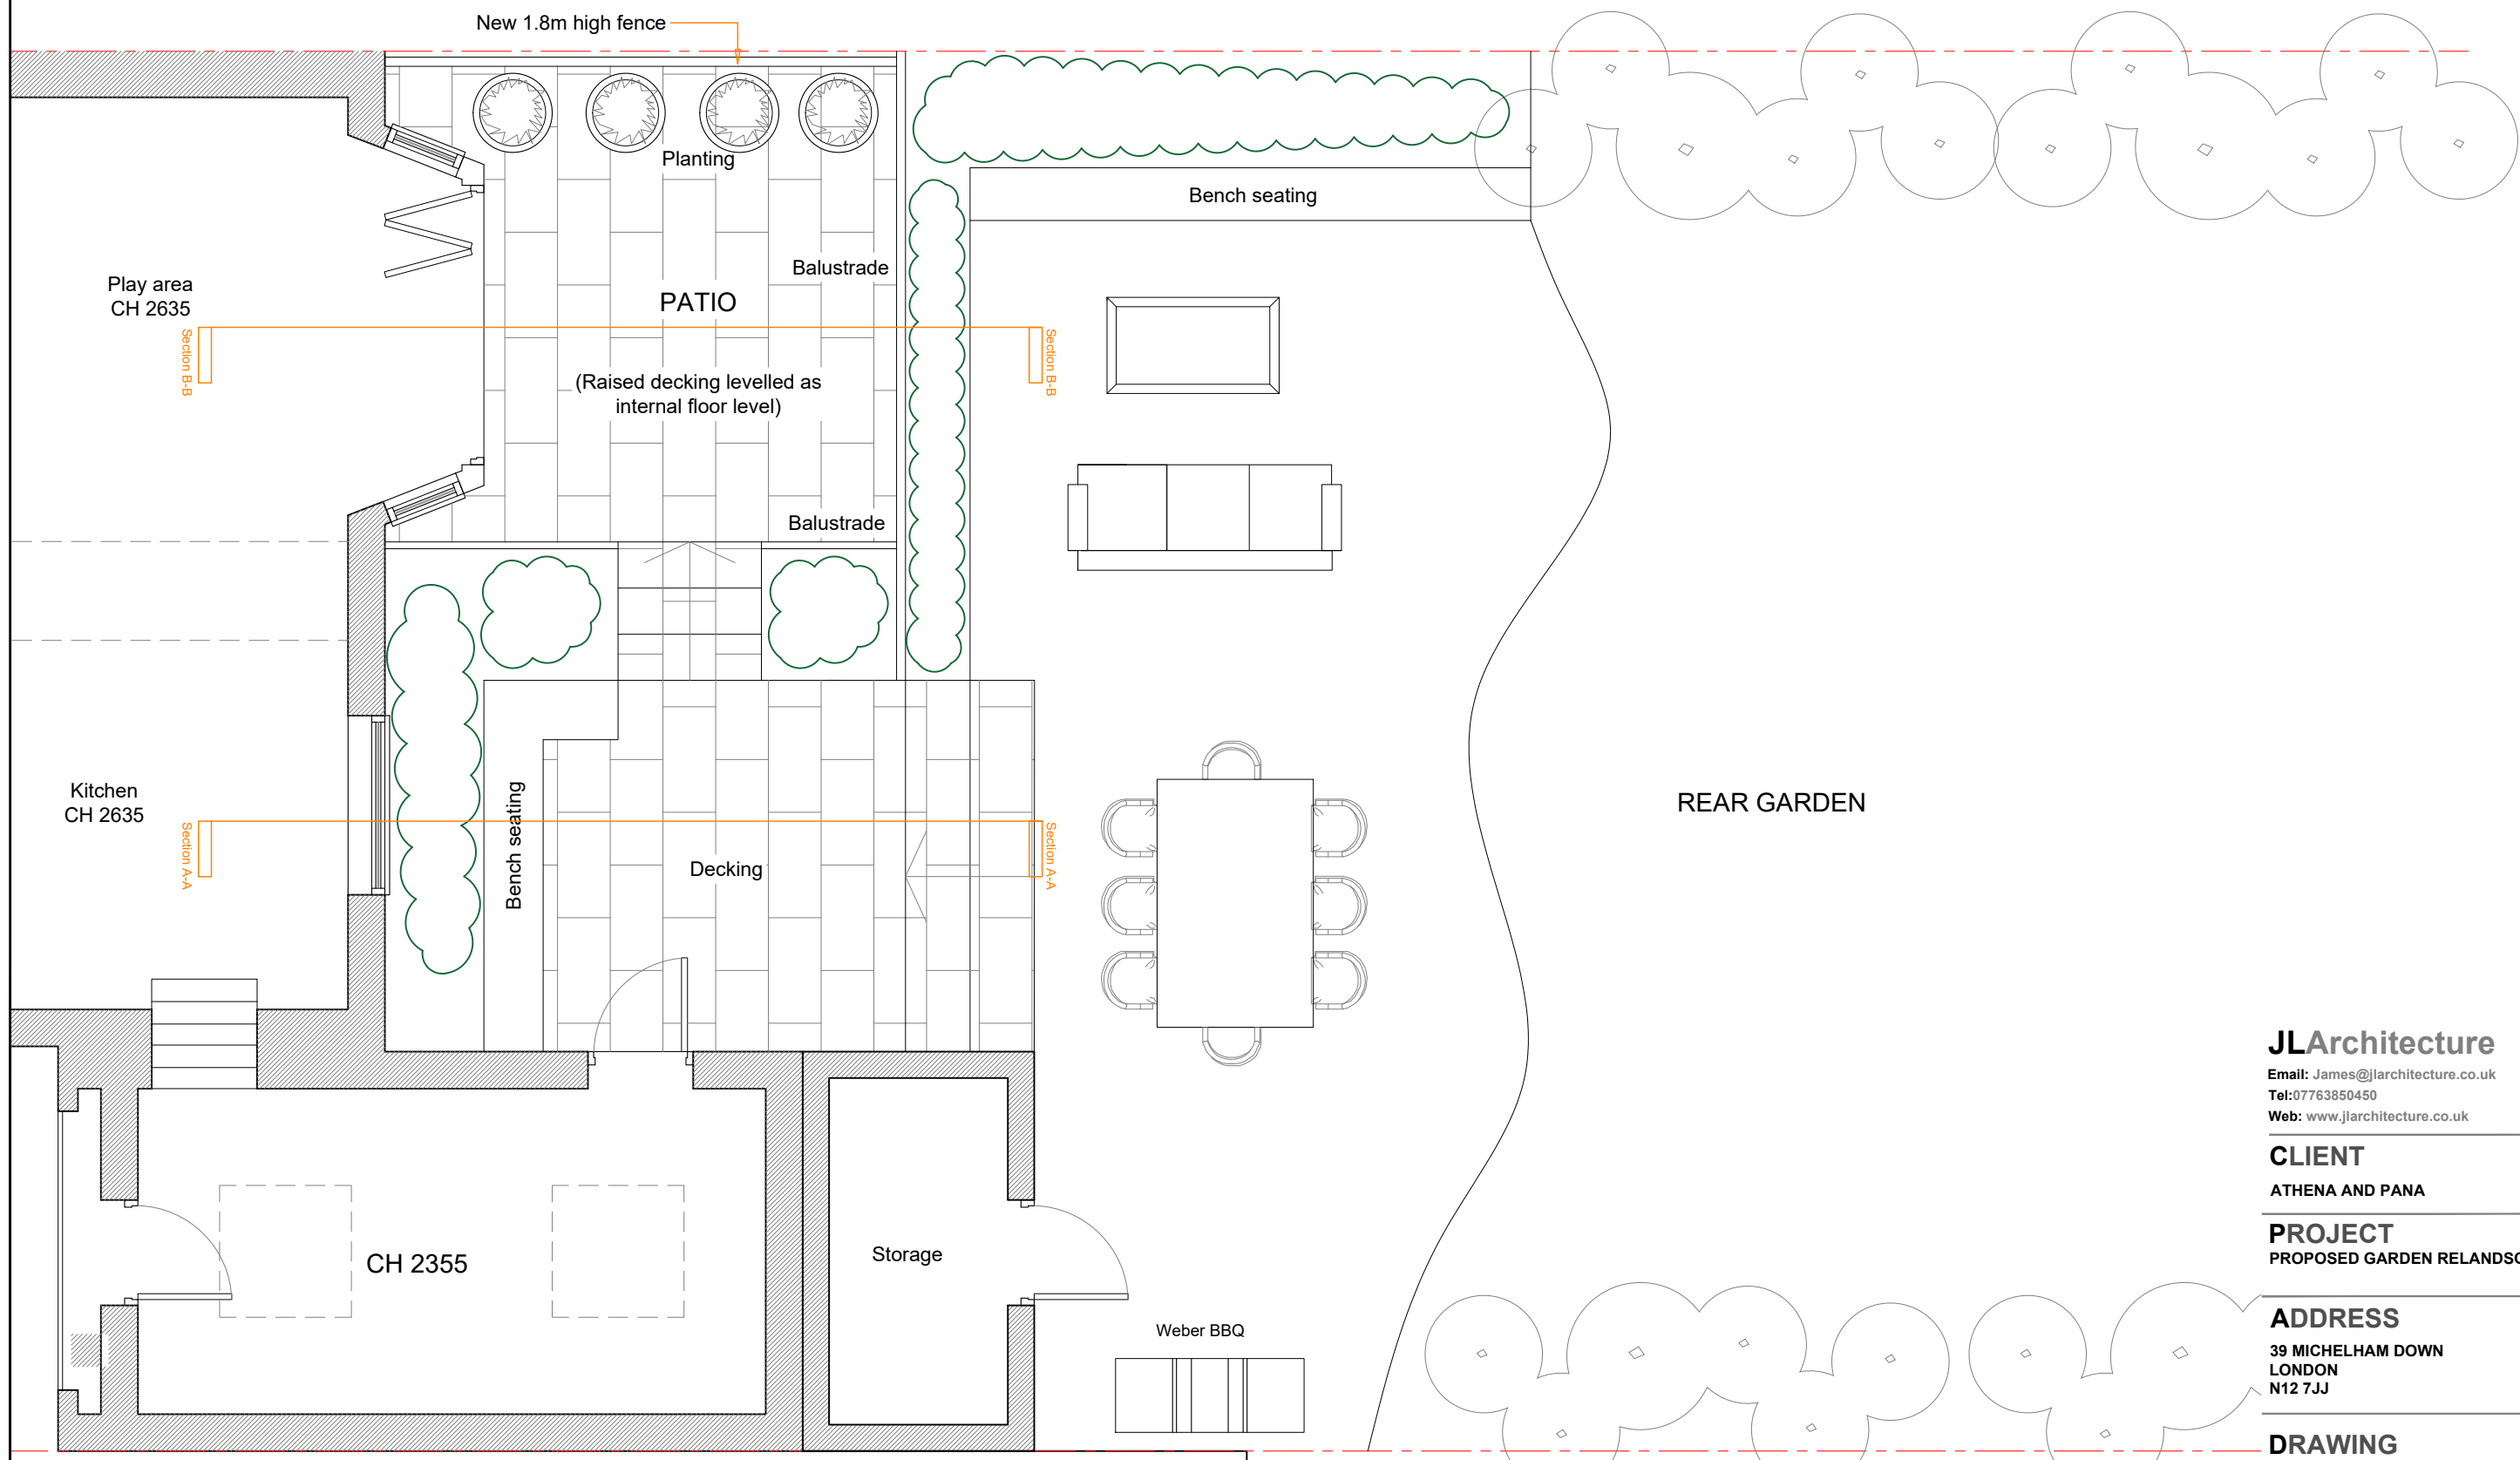 New 1.8m high fence
Planting
Bench seating
Balustrade
Play area
CH 2635
PATIO
Section B-B
Section B-B
(Raised decking levelled as
internal floor level)
Balustrade
Kitchen
CH 2635
Bench seating
Section A-A
Section A-A
Decking
REAR GARDEN
CH 2355
Storage
Weber BBQ
JLArchitecture
Email: James@jlarchitecture.co.uk
Tel:07763850450
Web: www.jlarchitecture.co.uk
CLIENT
ATHENA AND PANA
PROJECT
PROPOSED GARDEN
ADDRESS
39 MICHELHAM DOWN
LONDON
N12 7JJ
DRAWING